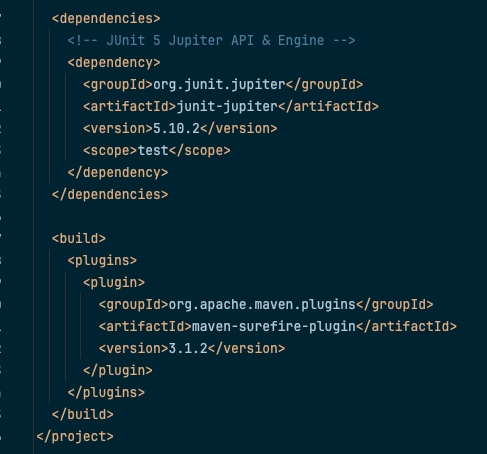 <dependencies>
<!-- JUnit 5 Jupiter API & Engine -->
<dependency>
<groupId>org.junit.jupiter</groupId>
<artifactId>junit-jupiter</artifactId>
<version>5.10.2</version>
<scope>test</scope>
</dependency>
</dependencies>
<build>
<plugins>
<plugin>
<groupId>org.apache.maven.plugins</groupId>
<artifactId>maven-surefire-plugin</artifactId>
<version>3.1.2</version>
</plugin>
</plugins>
</build>
</project>